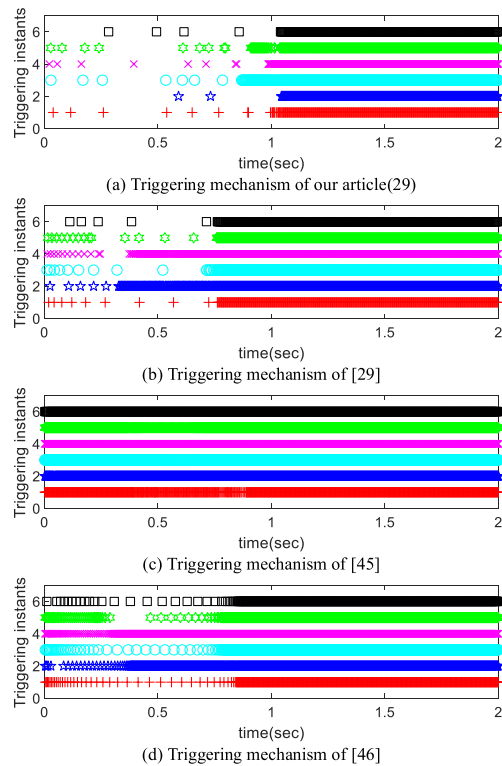 Triggering instants
6
4
2
0
0 0.5 1 1.5 2
time(sec)
(a) Triggering mechanism of our article(29)
Triggering instants
6
4
2
0
0 0.5 1 1.5 2
time(sec)
(b) Triggering mechanism of [29]
Triggering instants
6
4
2
0
0 0.5 1 1.5 2
time(sec)
(c) Triggering mechanism of [45]
Triggering instants
6
4
2
0
0 0.5 1 1.5 2
time(sec)
(d) Triggering mechanism of [46]